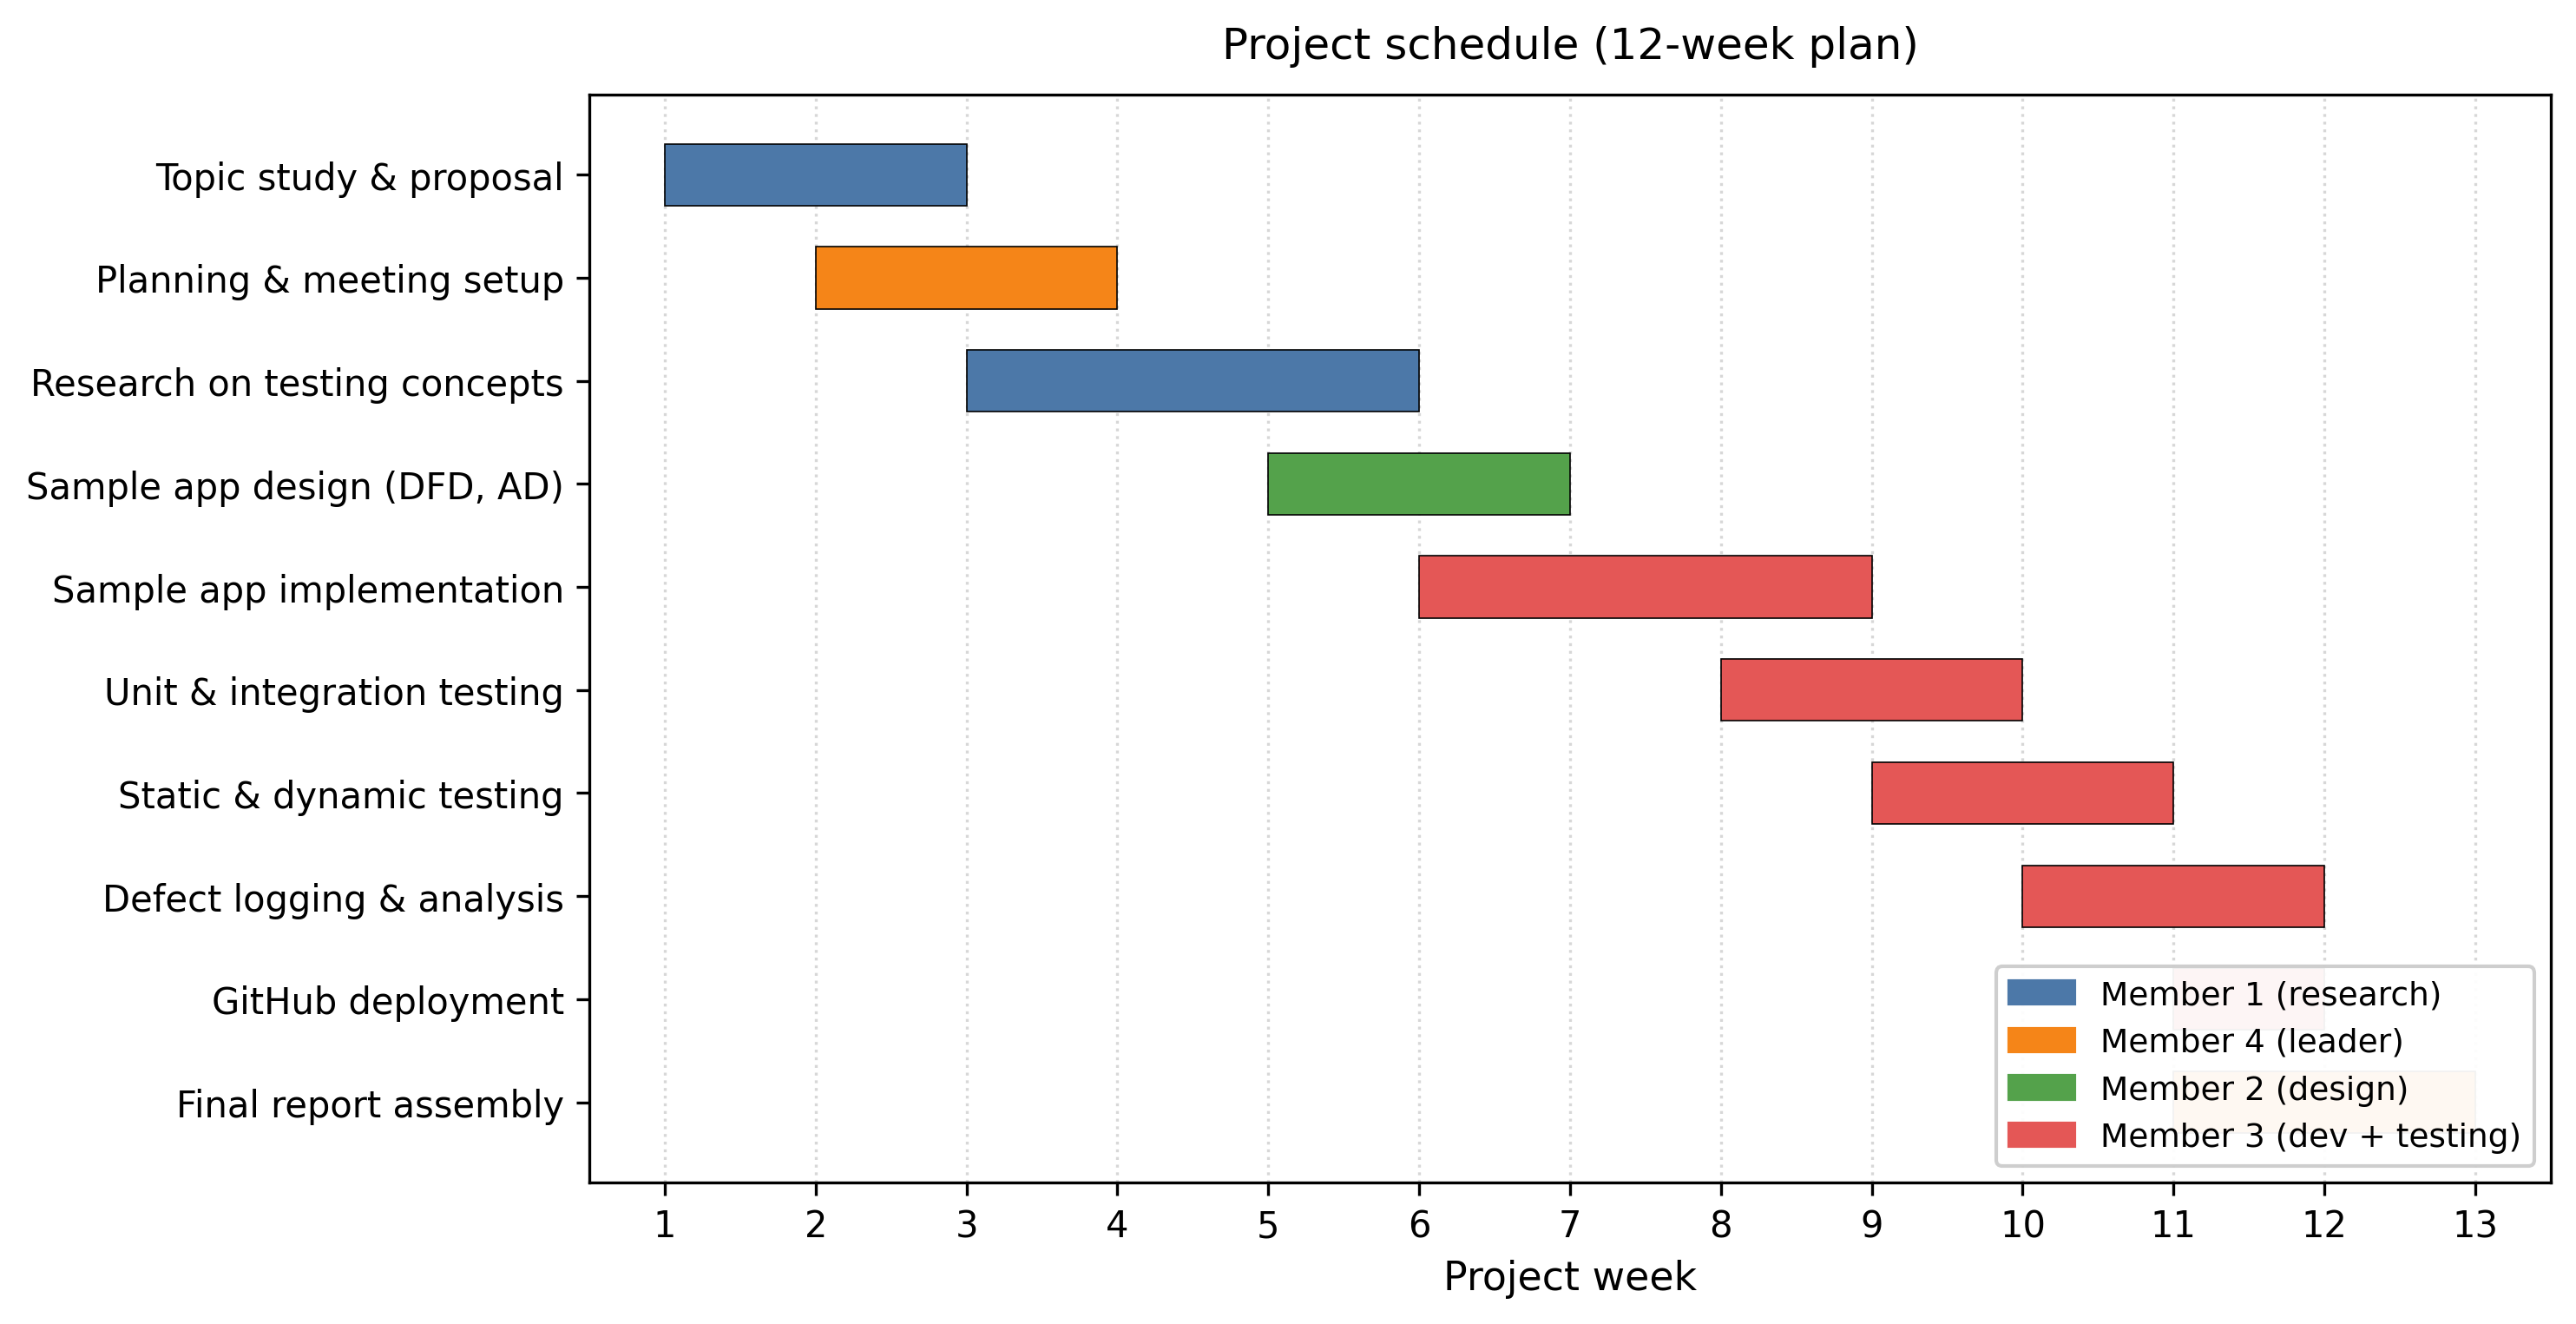 Project schedule (12-week plan)
Topic study & proposal
Planning & meeting setup
Research on testing concepts
Sample app design (DFD, AD)
Sample app implementation
Unit & integration testing
Static & dynamic testing
Defect logging & analysis
GitHub deployment
Final report assembly
Member 1 (research)
Member 4 (leader)
Member 2 (design)
Member 3 (dev + testing)
1 2 3 4 5 6 7 8 9 10 11 12 13
Project week